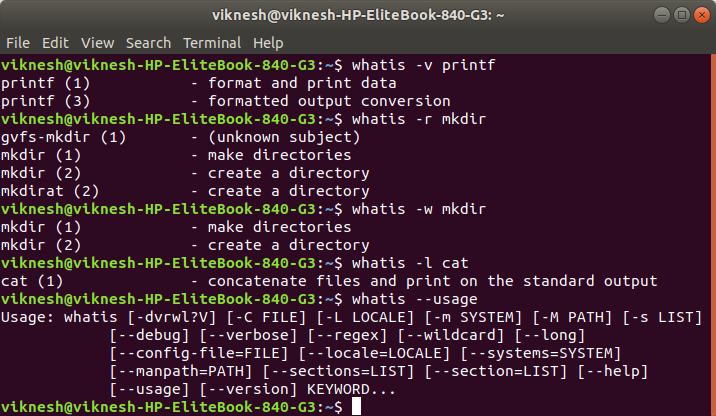 viknesh@viknesh-HP-EliteBook-840-G3: ~
File Edit View Search Terminal Help
viknesh@viknesh-HP-EliteBook-840-G3:~$ whatis -v printf
printf (1)           - format and print data
printf (3)           - formatted output conversion
viknesh@viknesh-HP-EliteBook-840-G3:~$ whatis -r mkdir
gvfs-mkdir (1)       - (unknown subject)
mkdir (1)            - make directories
mkdir (2)            - create a directory
mkdirat (2)          - create a directory
viknesh@viknesh-HP-EliteBook-840-G3:~$ whatis -w mkdir
mkdir (1)            - make directories
mkdir (2)            - create a directory
viknesh@viknesh-HP-EliteBook-840-G3:~$ whatis -l cat
cat (1)              - concatenate files and print on the standard output
viknesh@viknesh-HP-EliteBook-840-G3:~$ whatis --usage
Usage: whatis [-dvrwl?V] [-C FILE] [-L LOCALE] [-m SYSTEM] [-M PATH] [-s LIST]
            [--debug] [--verbose] [--regex] [--wildcard] [--long]
            [--config-file=FILE] [--locale=LOCALE] [--systems=SYSTEM]
            [--manpath=PATH] [--sections=LIST] [--section=LIST] [--help]
            [--usage] [--version] KEYWORD...
viknesh@viknesh-HP-EliteBook-840-G3:~$